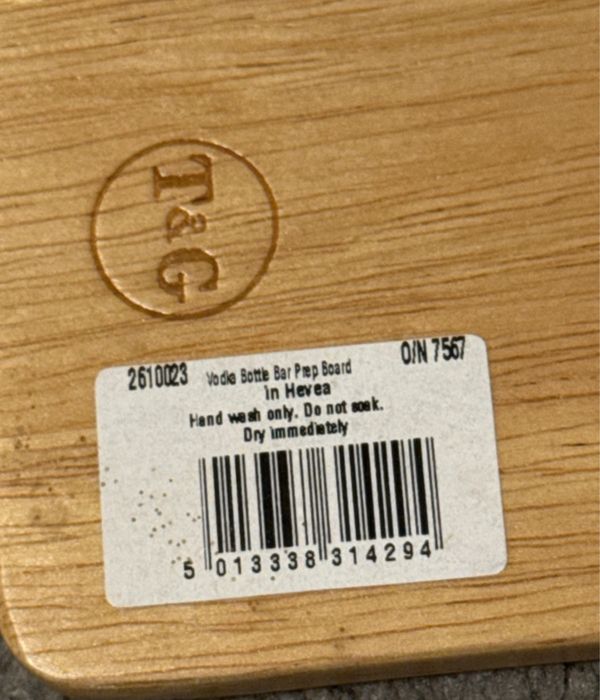 T&G
2610023 Vodka Bottle Bar Prep Board O/N 7567
in Hevea
Hand wash only. Do not soak.
Dry immediately
5 013338 314294